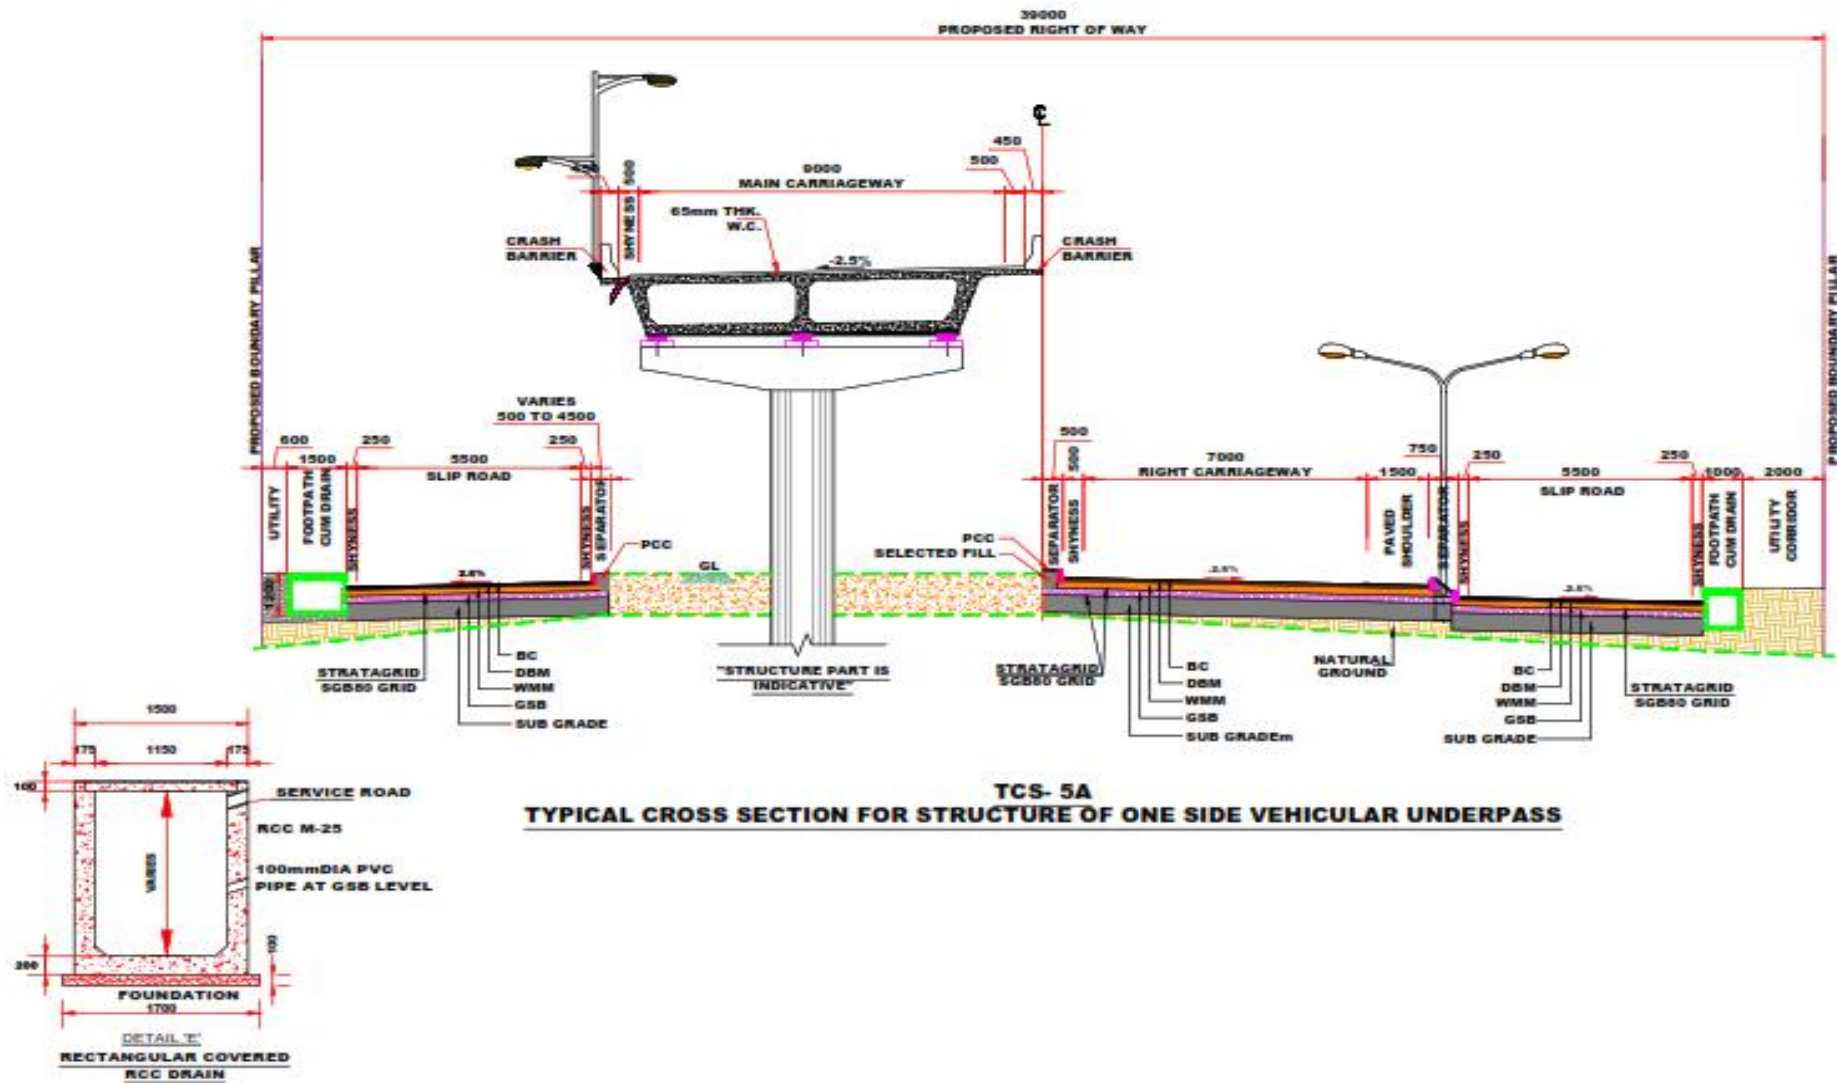 39000
PROPOSED RIGHT OF WAY
PROPOSED BOUNDARY PILLAR
PROPOSED BOUNDARY PILLAR
450
500
9000
MAIN CARRIAGEWAY
500
SHYNESS
65mm THK.
W.C.
-2.5%
CRASH
BARRIER
CRASH
BARRIER
VARIES
500 TO 4500
600
1500
250
5500
SLIP ROAD
250
UTILITY
FOOTPATH
CUM DRAIN
SHYNESS
SHYNESS
SEPARATOR
PCC
1200
2.5%
GL
500
500
7000
RIGHT CARRIAGEWAY
1500
750
250
5500
SLIP ROAD
250
1000
2000
SEPARATOR
SHYNESS
PAVED
SHOULDER
SEPARATOR
SHYNESS
SHYNESS
FOOTPATH
CUM DRAIN
UTILITY
CORRIDOR
PCC
SELECTED FILL
-2.5%
-2.5%
STRATAGRID
SGB80 GRID
BC
DBM
WMM
GSB
SUB GRADE
"STRUCTURE PART IS
INDICATIVE"
STRATAGRID
SGB80 GRID
BC
DBM
WMM
GSB
SUB GRADEm
NATURAL
GROUND
BC
DBM
WMM
GSB
SUB GRADE
STRATAGRID
SGB80 GRID
TCS- 5A
TYPICAL CROSS SECTION FOR STRUCTURE OF ONE SIDE VEHICULAR UNDERPASS
1500
175
1150
175
100
SERVICE ROAD
RCC M-25
VARIES
100mmDIA PVC
PIPE AT GSB LEVEL
200
100
FOUNDATION
1700
DETAIL 'E'
RECTANGULAR COVERED
RCC DRAIN